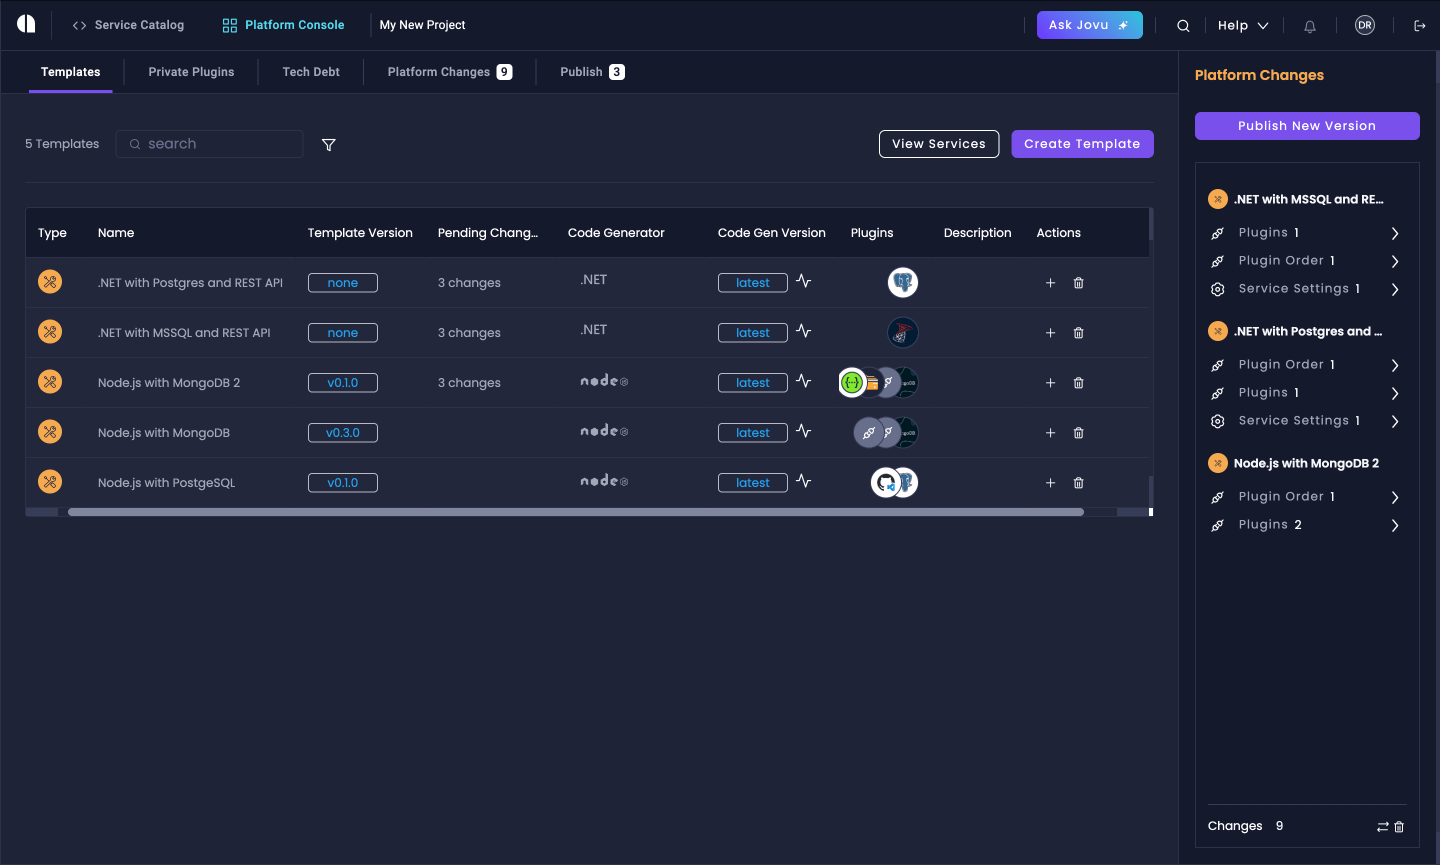 Service Catalog
Platform Console
My New Project
Ask Jovu
Help
DR
Templates
Private Plugins
Tech Debt
Platform Changes 9
Publish 3
5 Templates
search
View Services
Create Template
Type Name Template Version Pending Chang... Code Generator Code Gen Version Plugins Description Actions
.NET with Postgres and REST API none 3 changes .NET latest
.NET with MSSQL and REST API none 3 changes .NET latest
Node.js with MongoDB 2 v0.1.0 3 changes node latest
Node.js with MongoDB v0.3.0 node latest
Node.js with PostgeSQL v0.1.0 node latest
Platform Changes
Publish New Version
.NET with MSSQL and RE...
Plugins 1
Plugin Order 1
Service Settings 1
.NET with Postgres and ...
Plugin Order 1
Plugins 1
Service Settings 1
Node.js with MongoDB 2
Plugin Order 1
Plugins 2
Changes 9